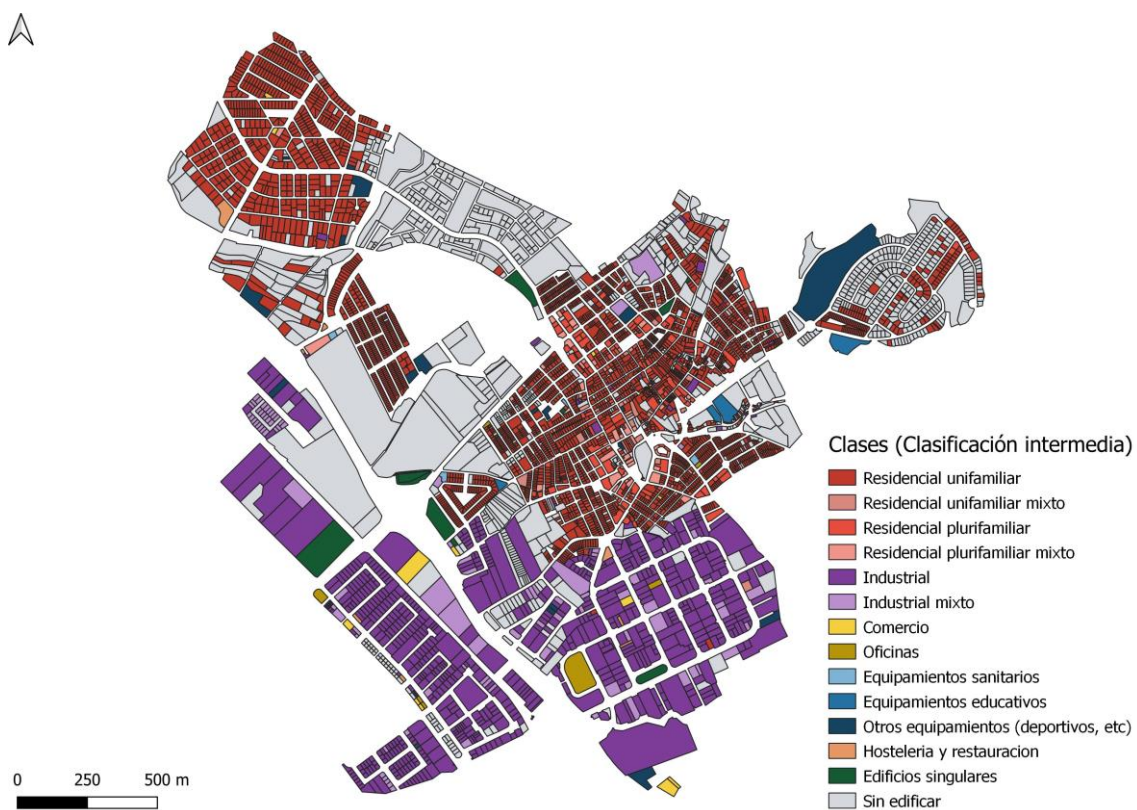 Clases (Clasificación intermedia)
Residencial unifamiliar
Residencial unifamiliar mixto
Residencial plurifamiliar
Residencial plurifamiliar mixto
Industrial
Industrial mixto
Comercio
Oficinas
Equipamientos sanitarios
Equipamientos educativos
Otros equipamientos (deportivos, etc)
Hosteleria y restauracion
Edificios singulares
Sin edificar
0 250 500 m